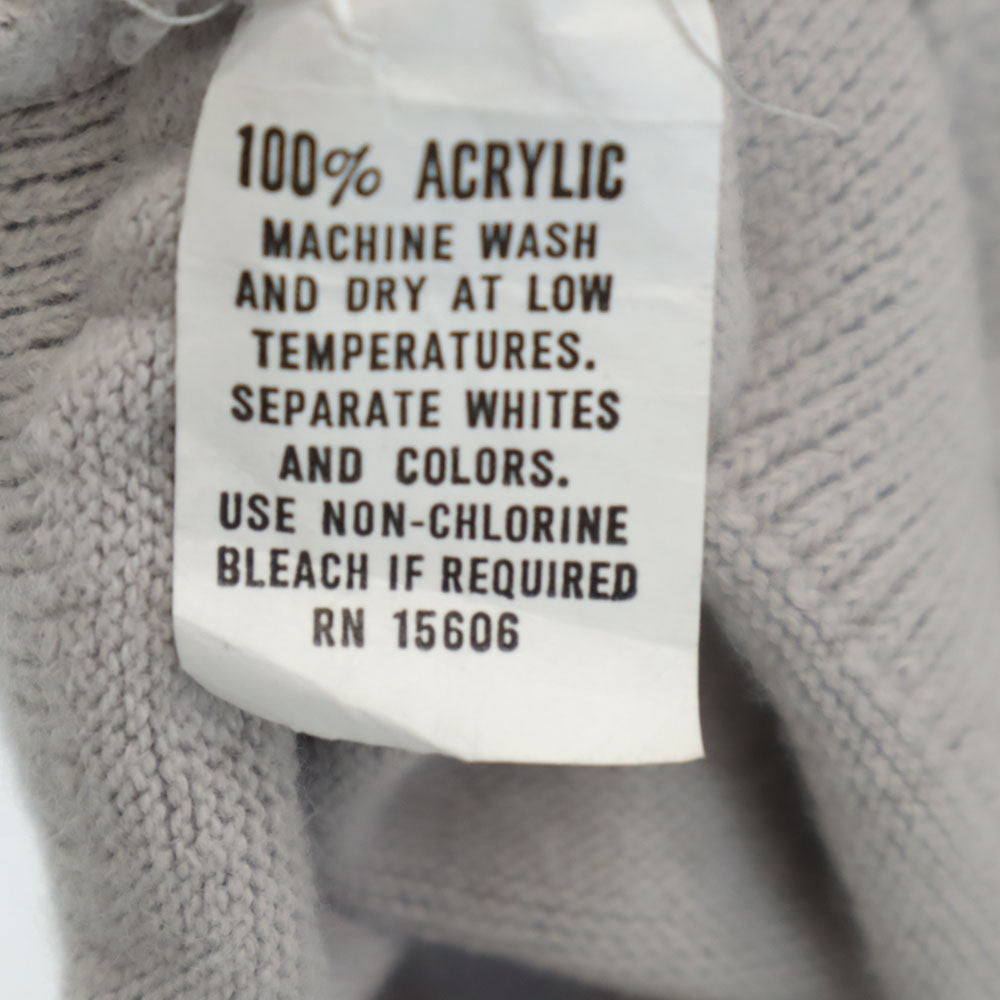 100% ACRYLIC
MACHINE WASH
AND DRY AT LOW
TEMPERATURES.
SEPARATE WHITES
AND COLORS.
USE NON-CHLORINE
BLEACH IF REQUIRED
RN 15606